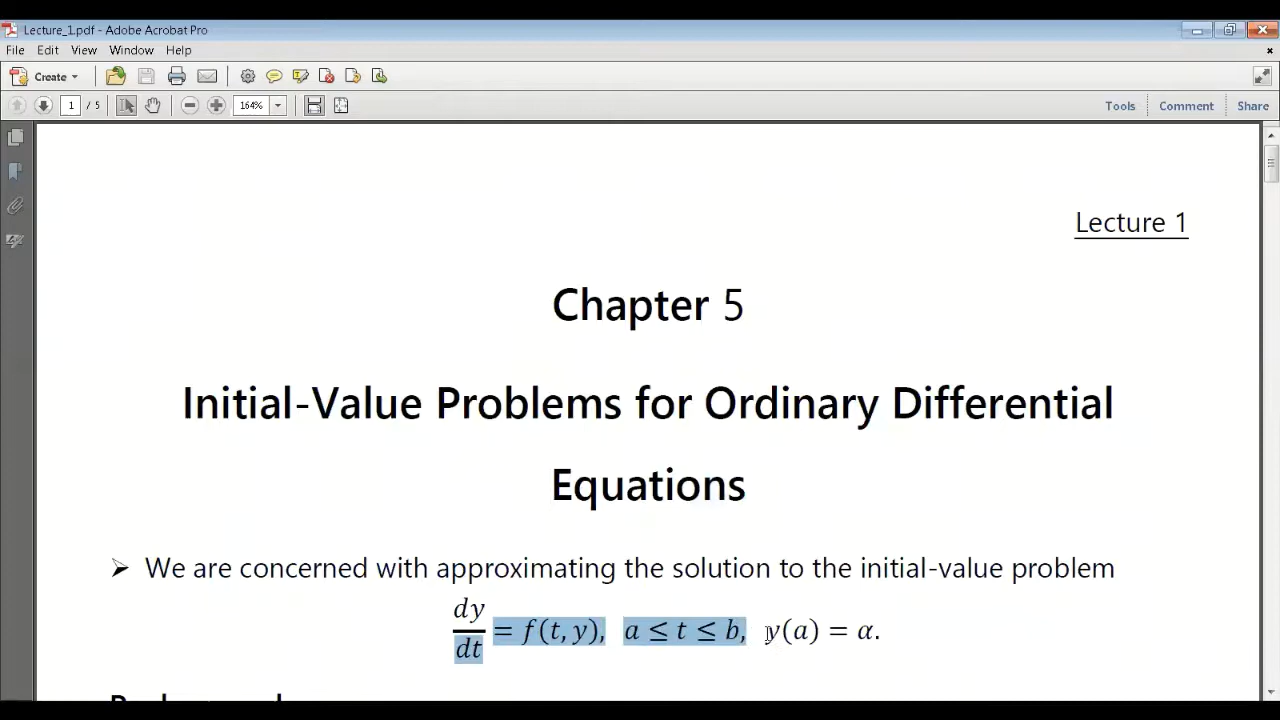 Lecture_1.pdf - Adobe Acrobat Pro
File Edit View Window Help
Create 1 / 5 164% Tools Comment Share
Lecture 1
Chapter 5
Initial-Value Problems for Ordinary Differential
Equations
➢ We are concerned with approximating the solution to the initial-value problem
dy/dt = f(t, y), a ≤ t ≤ b, y(a) = α.